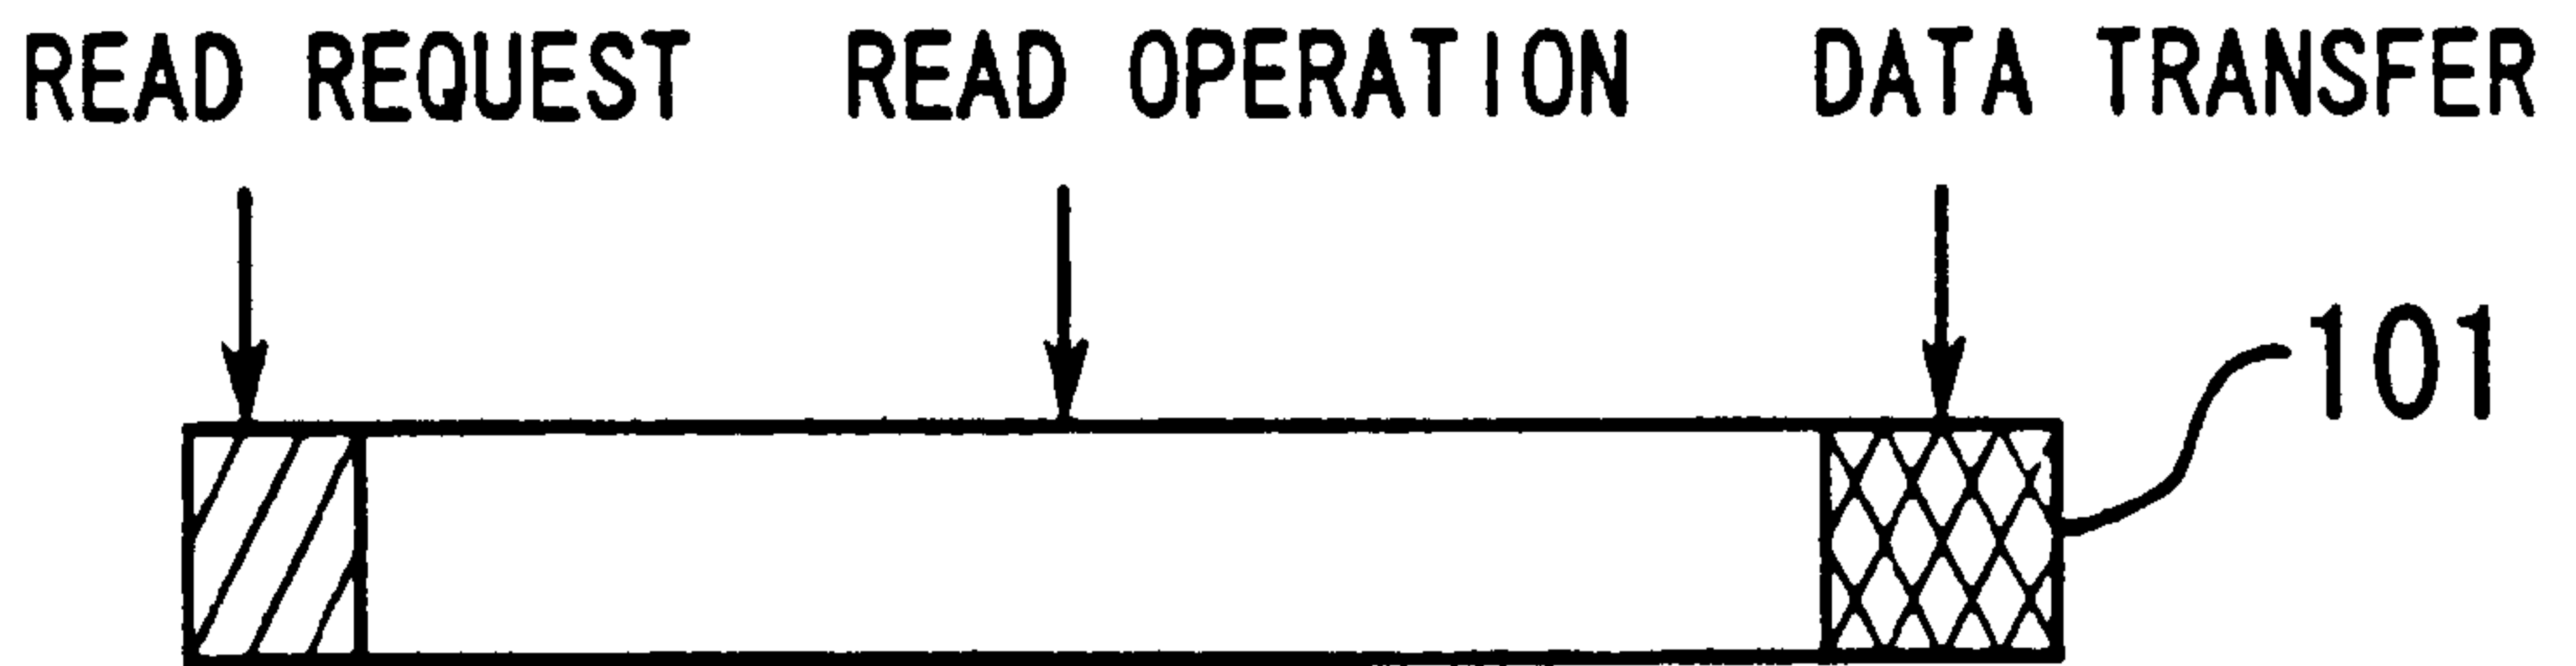 READ REQUEST READ OPERATION DATA TRANSFER
101